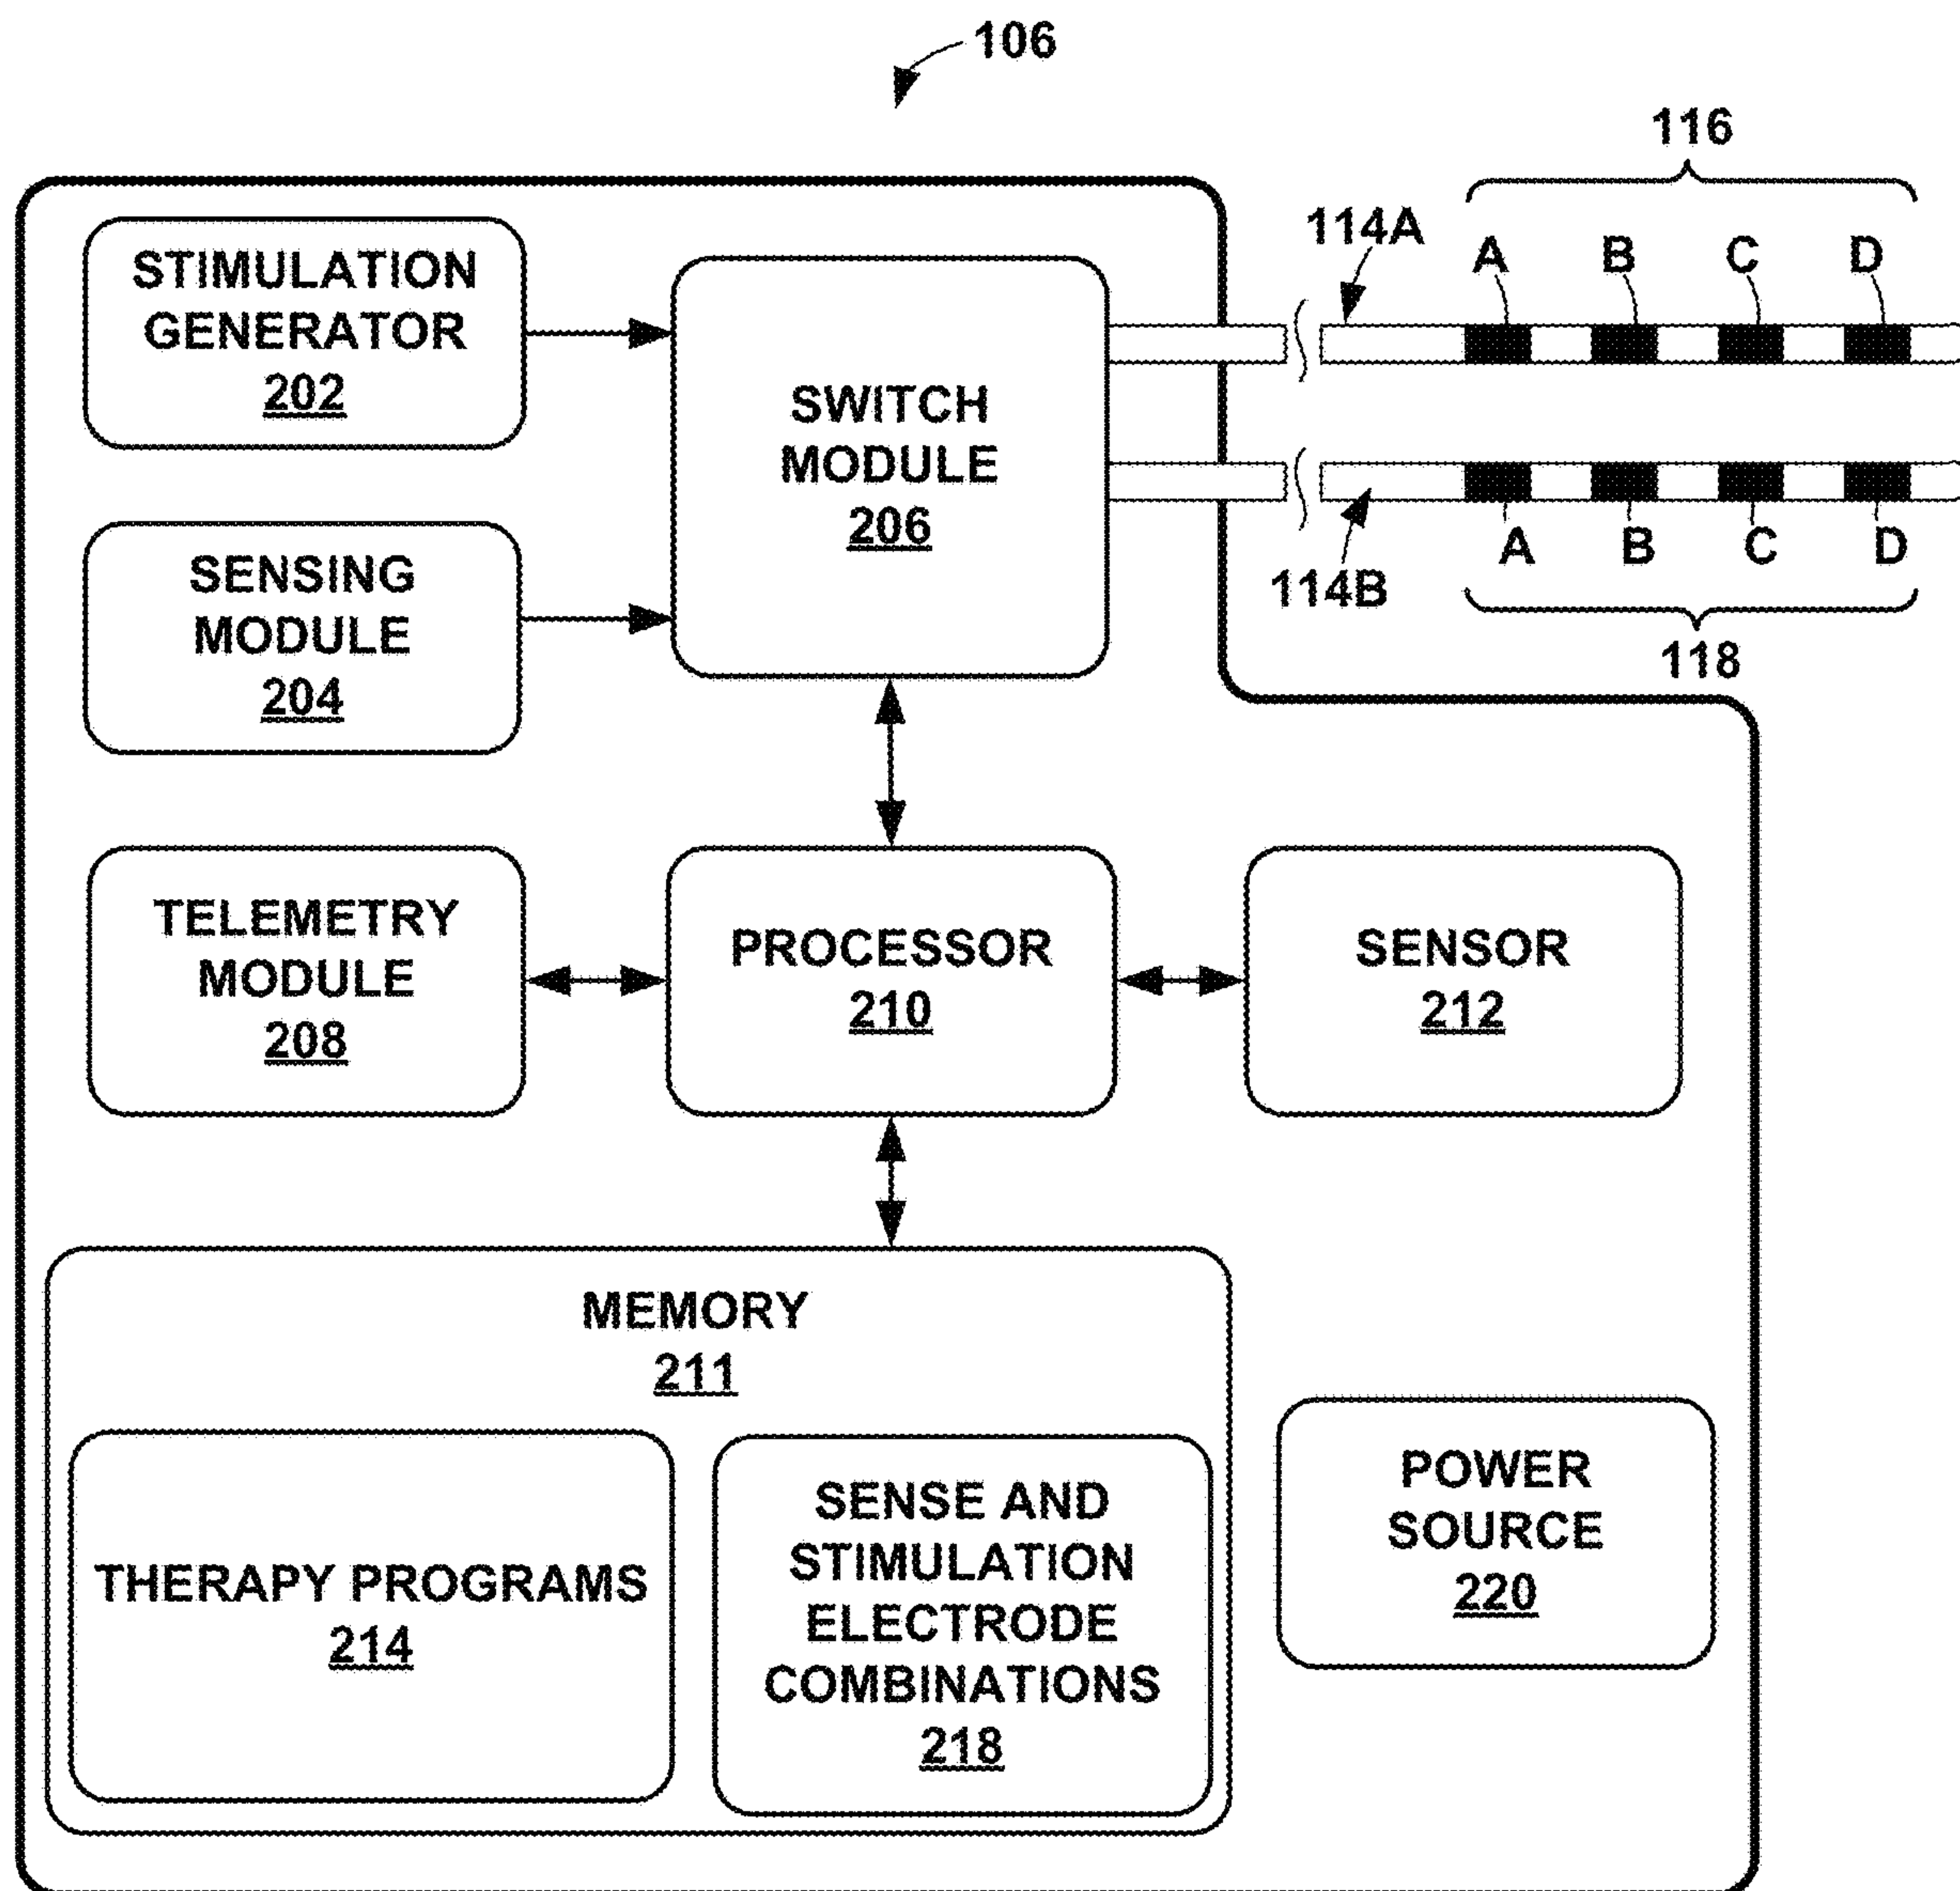 106
116
114A
A B C D
STIMULATION
GENERATOR
202
SWITCH
MODULE
206
A B C D
114B
118
SENSING
MODULE
204
TELEMETRY
MODULE
208
PROCESSOR
210
SENSOR
212
MEMORY
211
THERAPY PROGRAMS
214
SENSE AND
STIMULATION
ELECTRODE
COMBINATIONS
218
POWER
SOURCE
220